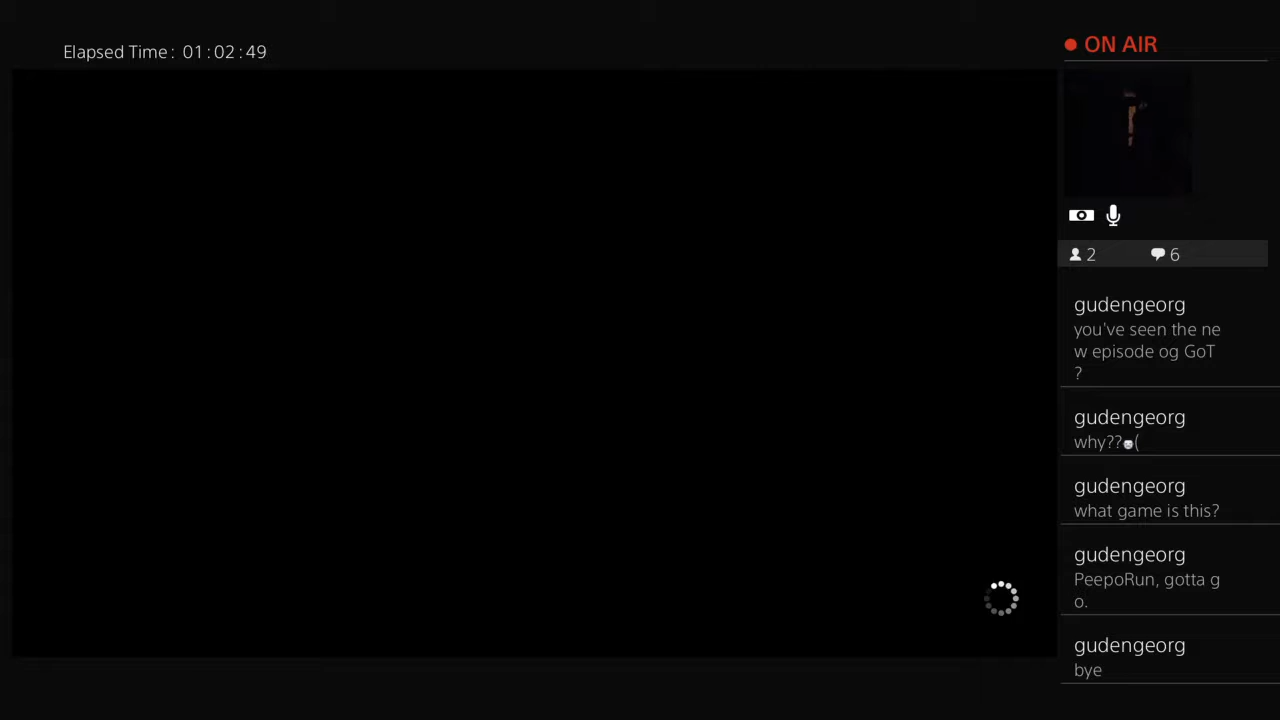 Elapsed Time: 01:02:49
ON AIR
2 6
gudengeorg
you've seen the ne
w episode og GoT
?
gudengeorg
why??(
gudengeorg
what game is this?
gudengeorg
PeepoRun, gotta g
o.
gudengeorg
bye